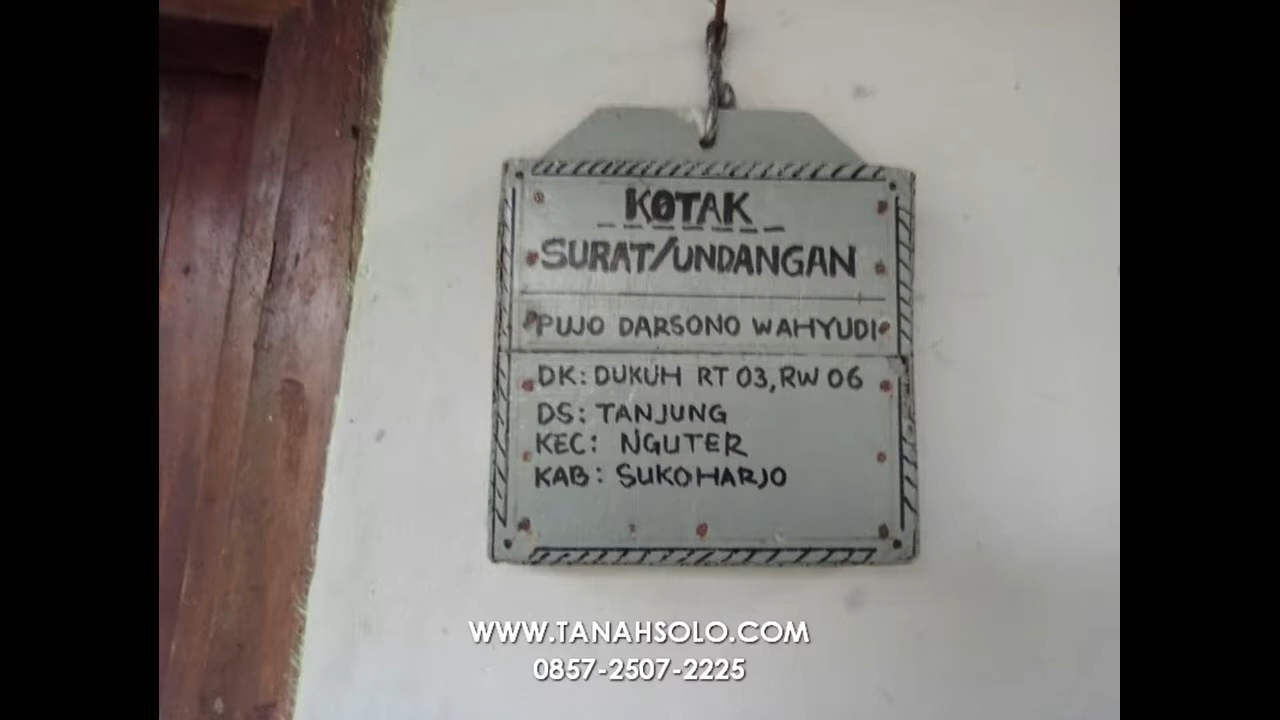 KOTAK
SURAT/UNDANGAN
PUJO DARSONO WAHYUDI
DK: DUKUH RT 03, RW 06
DS: TANJUNG
KEC: NGUTER
KAB: SUKOHARJO
WWW.TANAHSOLO.COM
0857-2507-2225